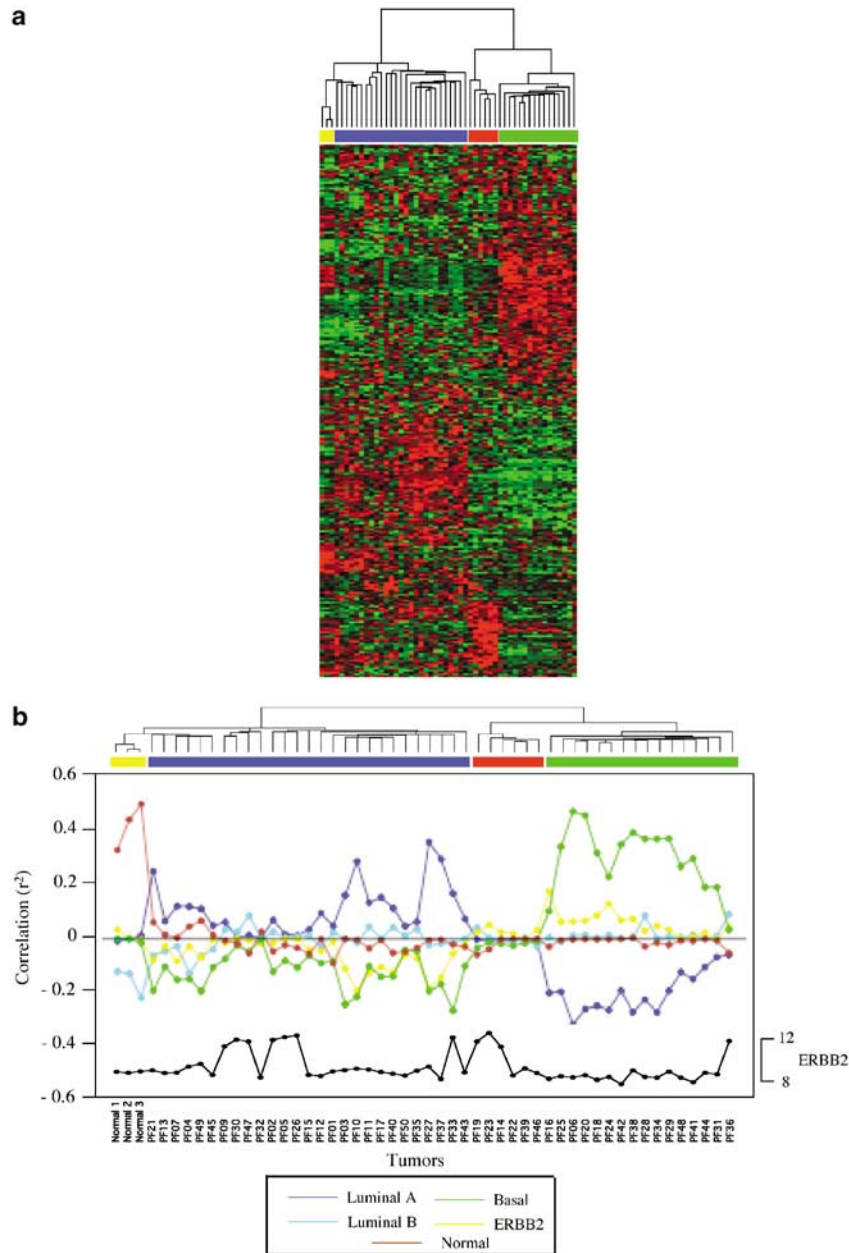 a
b
0.6
0.4
0.2
0
- 0.2
- 0.4
- 0.6
Correlation (r²)
12
8
ERBB2
Normal 1
Normal 2
Normal 3
PF21
PF13
PF07
PF04
PF49
PF45
PF09
PF30
PF47
PF32
PF02
PF05
PF26
PF15
PF12
PF01
PF03
PF10
PF11
PF17
PF40
PF50
PF27
PF37
PF33
PF43
PF19
PF23
PF14
PF22
PF39
PF46
PF16
PF25
PF06
PF20
PF18
PF24
PF42
PF38
PF28
PF34
PF29
PF48
PF41
PF44
PF31
PF36
Tumors
Luminal A
Basal
Luminal B
ERBB2
Normal